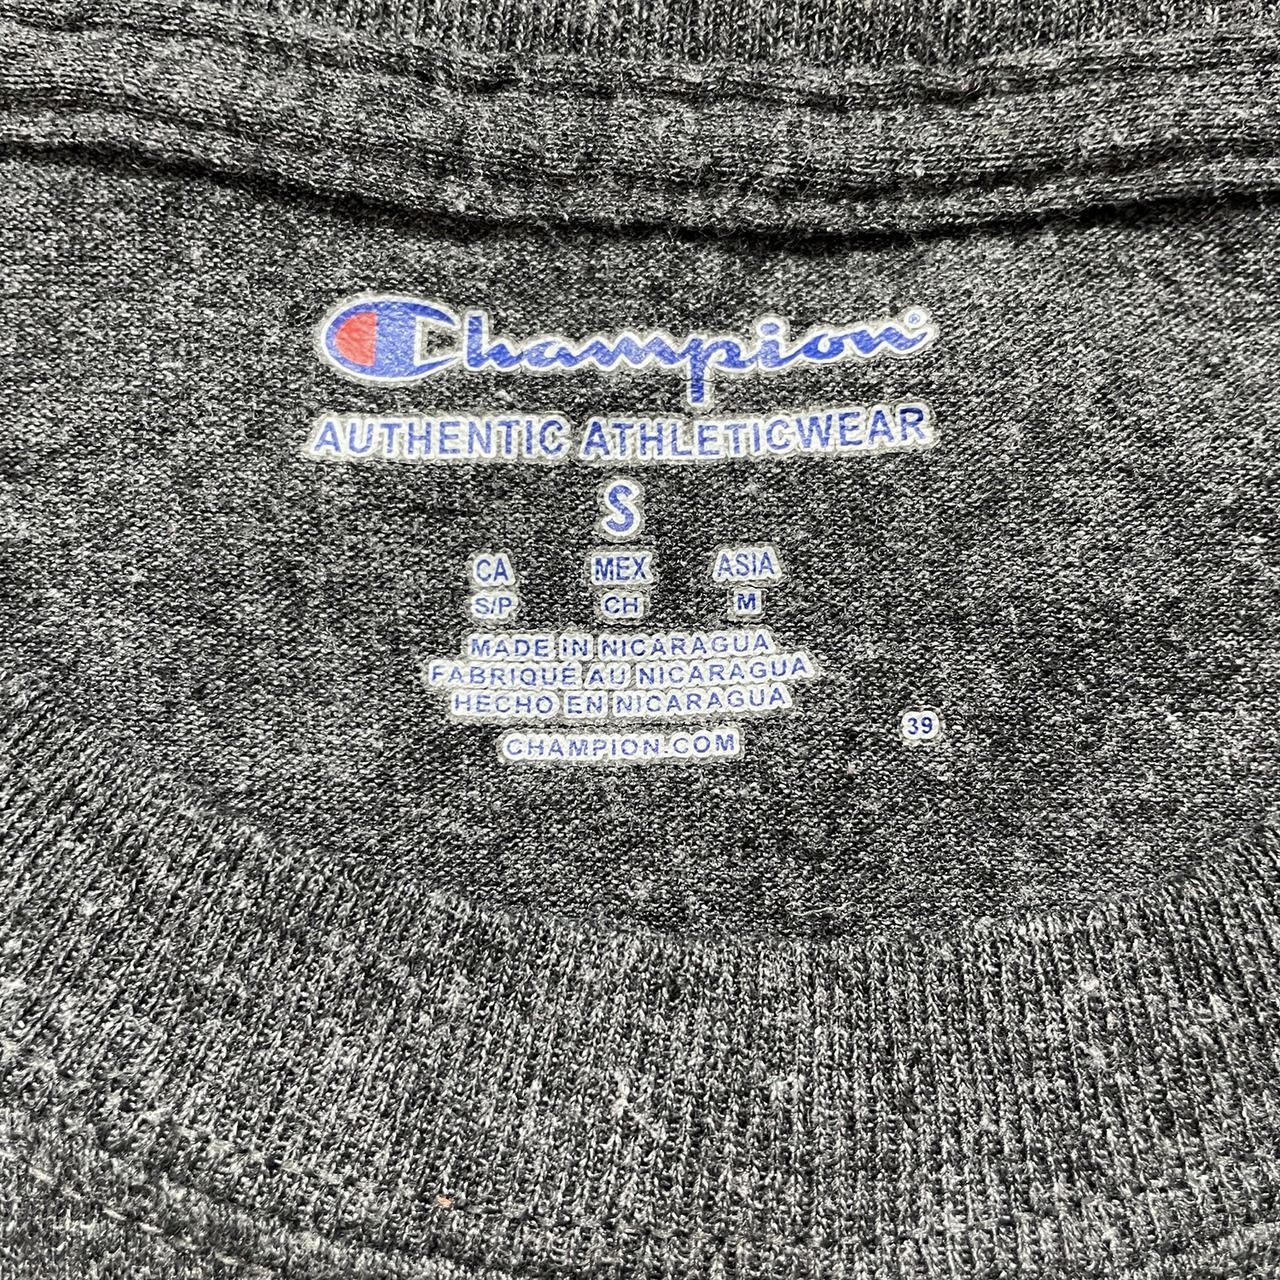 Champion®
AUTHENTIC ATHLETICWEAR
S
CA MEX ASIA
S/P CH M
MADE IN NICARAGUA
FABRIQUÉ AU NICARAGUA
HECHO EN NICARAGUA
39
CHAMPION.COM